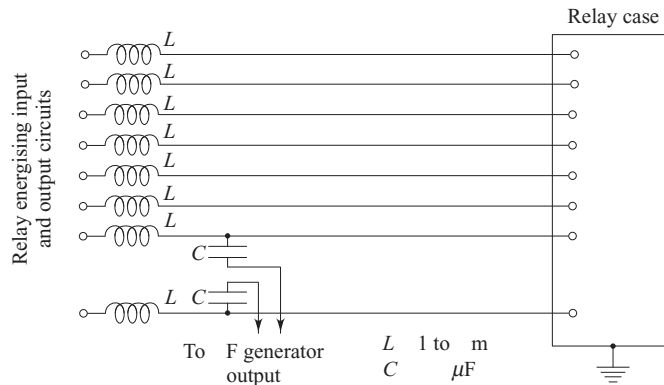 Relay case
L
L
L
L
L
L
L
C
L
C
Relay energising input
and output circuits
To F generator
output
L 1 to m
C µF